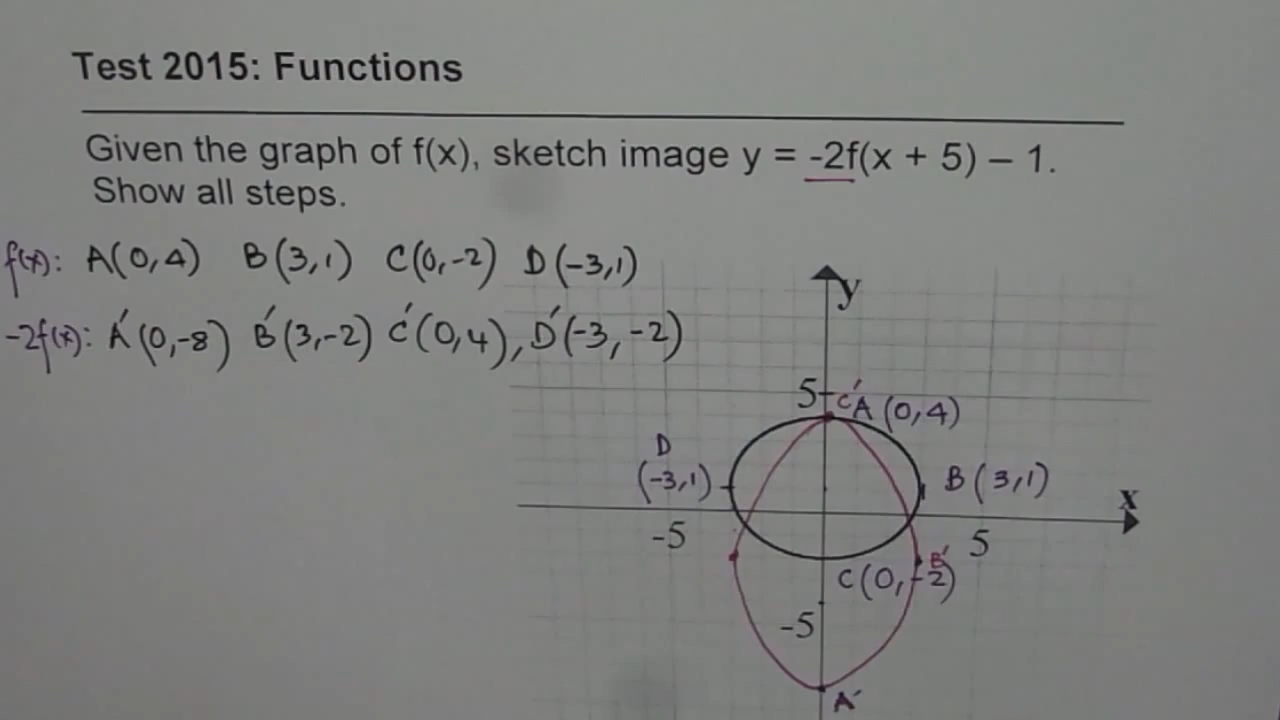 Test 2015: Functions
Given the graph of f(x), sketch image y = -2f(x + 5) – 1.
Show all steps.
f(x): A(0,4) B(3,1) C(0,-2) D(-3,1)
-2f(x): A'(0,-8) B'(3,-2) C'(0,4), D'(-3,-2)
y
5 C' A (0,4)
D
(-3,1) B (3,1)
x
-5 5
B'
C(0,-2)
-5
A'